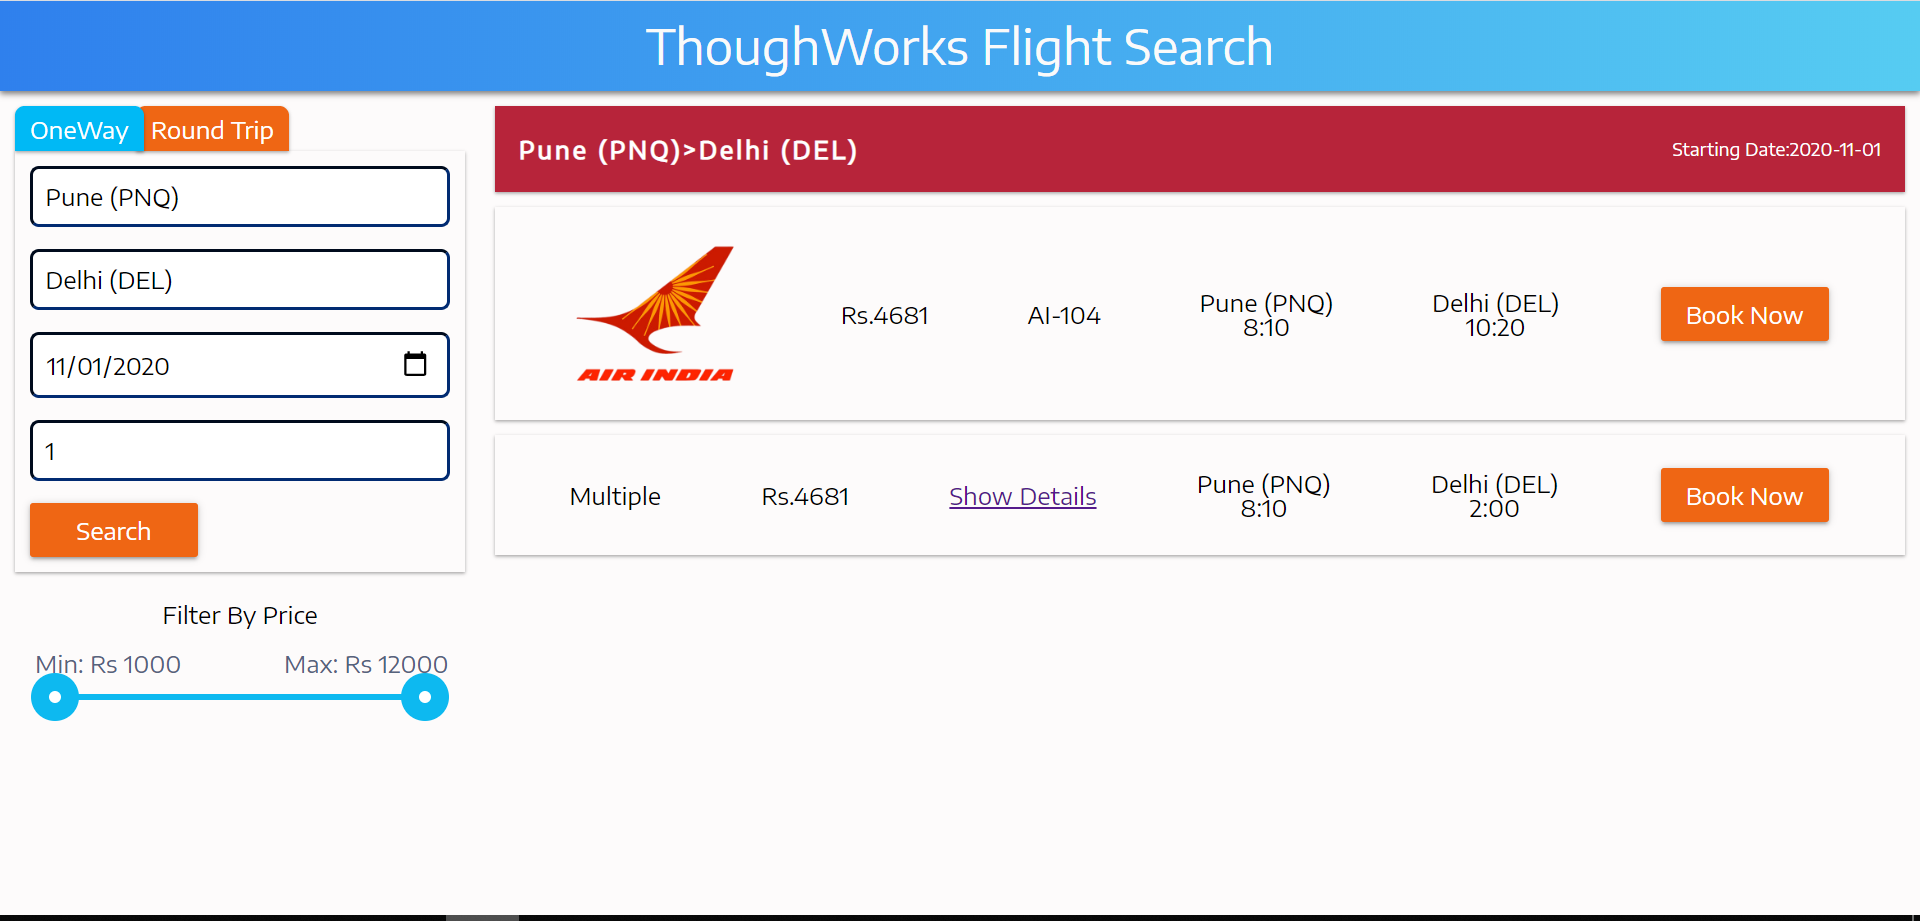 ThoughWorks Flight Search
OneWay Round Trip
Pune (PNQ)
Delhi (DEL)
11/01/2020
1
Search
Filter By Price
Min: Rs 1000 Max: Rs 12000
Pune (PNQ)>Delhi (DEL) Starting Date:2020-11-01
AIR INDIA
Rs.4681
AI-104
Pune (PNQ)
8:10
Delhi (DEL)
10:20
Book Now
Multiple
Rs.4681
Show Details
Pune (PNQ)
8:10
Delhi (DEL)
2:00
Book Now